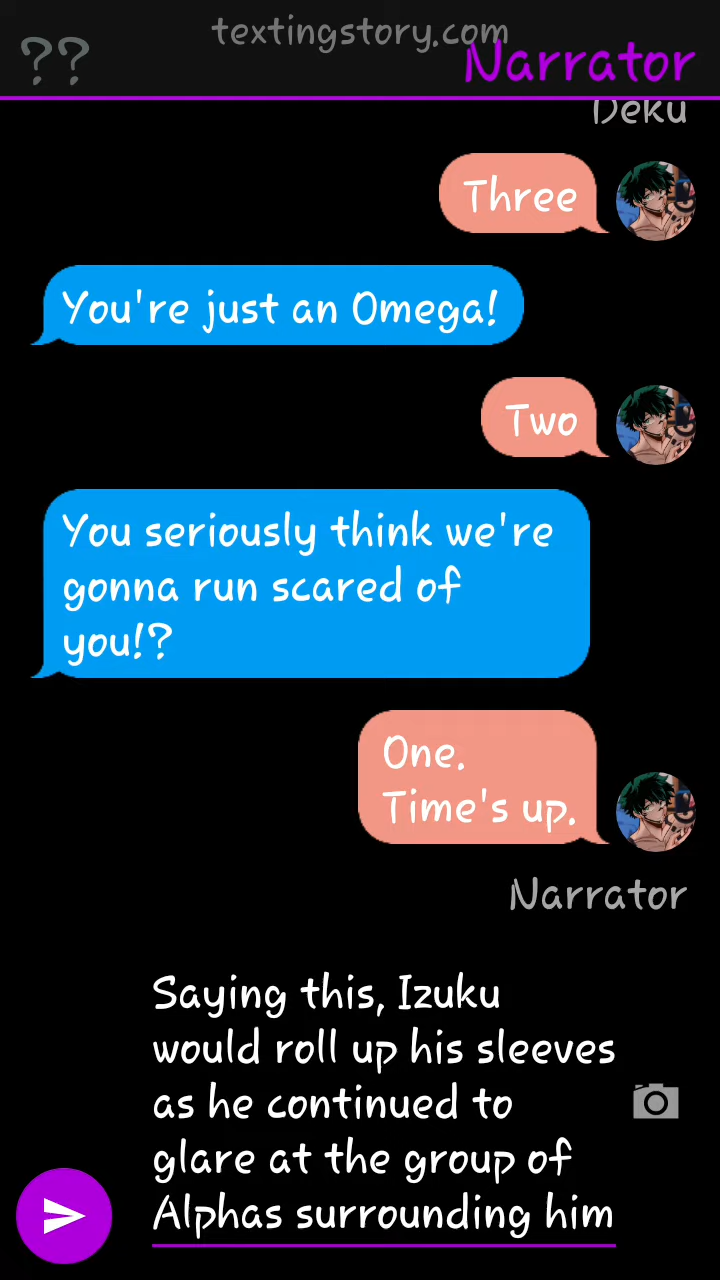 textingstory.com
??
Narrator
Deku
Three
You're just an Omega!
Two
You seriously think we're
gonna run scared of
you!?
One.
Time's up.
Narrator
Saying this, Izuku
would roll up his sleeves
as he continued to
glare at the group of
Alphas surrounding him